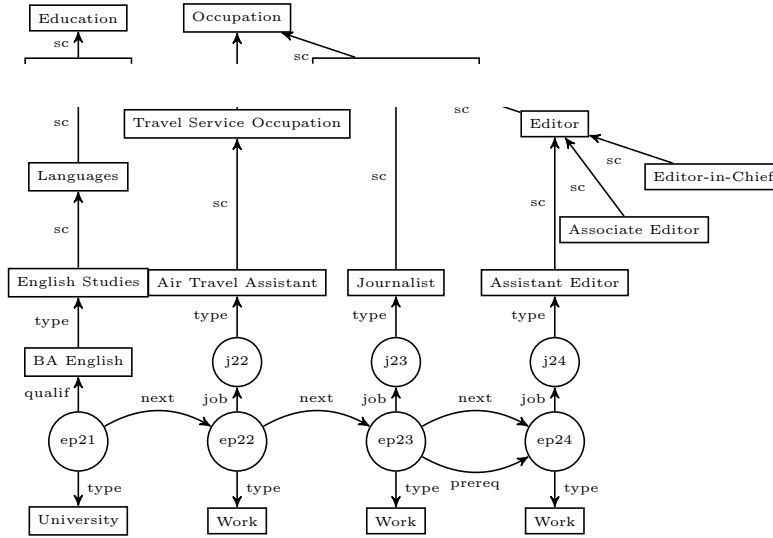 Education
Occupation
sc
sc
sc
sc
sc
Travel Service Occupation
Editor
sc
Languages
Editor-in-Chief
sc
sc
sc
sc
sc
Associate Editor
English Studies
Air Travel Assistant
Journalist
Assistant Editor
type
type
type
type
BA English
j22
j23
j24
qualif
next
job
next
job
next
job
ep21
ep22
ep23
ep24
type
type
type
prereq
type
University
Work
Work
Work